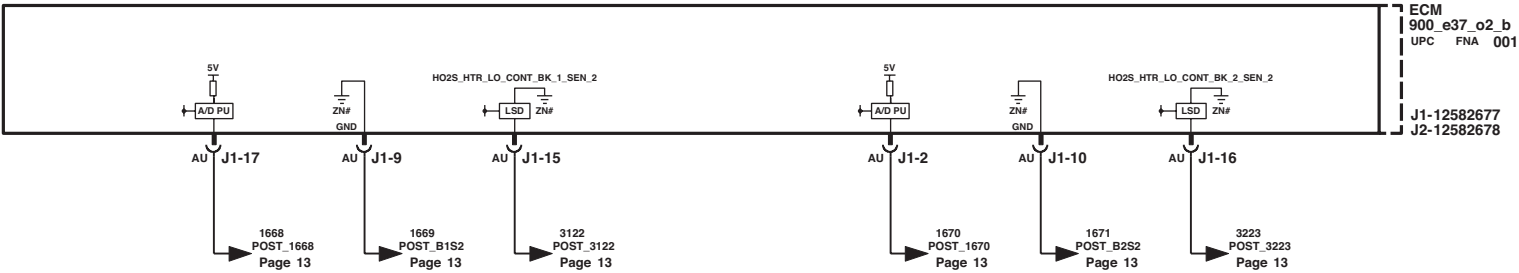 ECM
900_e37_o2_b
UPC FNA 001
5V
HO2S_HTR_LO_CONT_BK_1_SEN_2
5V
HO2S_HTR_LO_CONT_BK_2_SEN_2
A/D PU
ZN#
LSD
ZN#
A/D PU
ZN#
LSD
ZN#
J1-12582677
GND
GND
J2-12582678
AU J1-17
AU J1-9
AU J1-15
AU J1-2
AU J1-10
AU J1-16
1668
POST_1668
Page 13
1669
POST_B1S2
Page 13
3122
POST_3122
Page 13
1670
POST_1670
Page 13
1671
POST_B2S2
Page 13
3223
POST_3223
Page 13